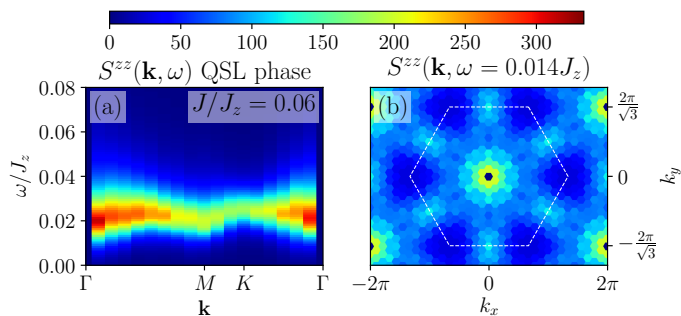 0 50 100 150 200 250 300
S^{zz}(k, ω) QSL phase
S^{zz}(k, ω = 0.014J_z)
(a) J/J_z = 0.06
(b)
0.08
0.06
0.04
0.02
0.00
ω/J_z
Γ M K Γ
k
2π/√3
0
−2π/√3
k_y
−2π 0 2π
k_x